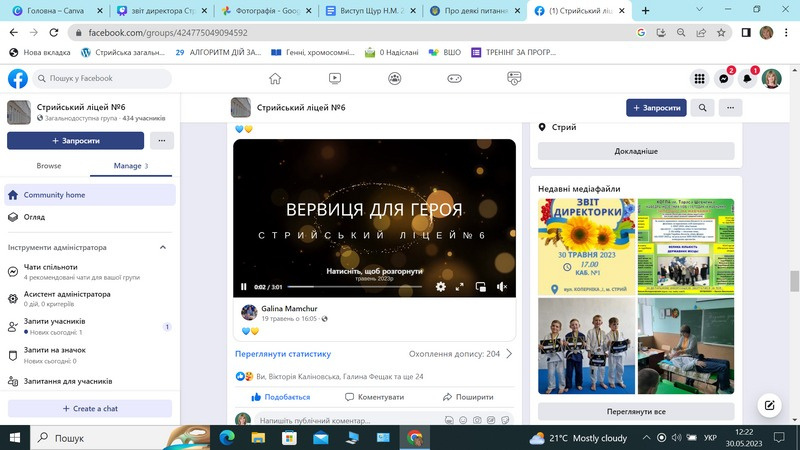 Головна – Canva
звіт директора Стр
Фотографія - Goog
Виступ Щур Н.М. 2
Про деякі питання
(1) Стрийський ліц
facebook.com/groups/424775049094592
Нова вкладка
Стрийська загальн...
29 АЛГОРИТМ ДІЙ ЗА...
Генні, хромосомні...
0 Надіслані
ВШО
ТРЕНІНГ ЗА ПРОГР...
Пошук у Facebook
2
1
Стрийський ліцей №6
Загальнодоступна група · 434 учасників
+ Запросити
Browse
Manage 3
Community home
Огляд
Інструменти адміністратора
Чати спільноти
4 рекомендовані чати для вашої групи
Асистент адміністратора
0 дій, 0 критеріїв
Запити учасників
Нових сьогодні: 1
1
Запити на значок
Нових сьогодні: 0
Запитання для учасників
+ Create a chat
Стрийський ліцей №6
+ Запросити
ВЕРВИЦЯ ДЛЯ ГЕРОЯ
СТРИЙСЬКИЙ ЛІЦЕЙ№6
Натисніть, щоб розгорнути
травень 2023р
0:02 / 3:01
Galina Mamchur
19 травень о 16:05
Переглянути статистику
Охоплення допису: 204
Ви, Вікторія Каліновська, Галина Фещак та ще 24
Подобається
Коментувати
Поширити
Напишіть публічний коментар...
Стрий
Докладніше
Недавні медіафайли
ЗВІТ
ДИРЕКТОРКИ
30 ТРАВНЯ 2023
17.00
КАБ. №1
ВУЛ. КОПЕРНІКА, М. СТРИЙ
Переглянути все
Пошук
21°C Mostly cloudy
УКР
12:22
30.05.2023